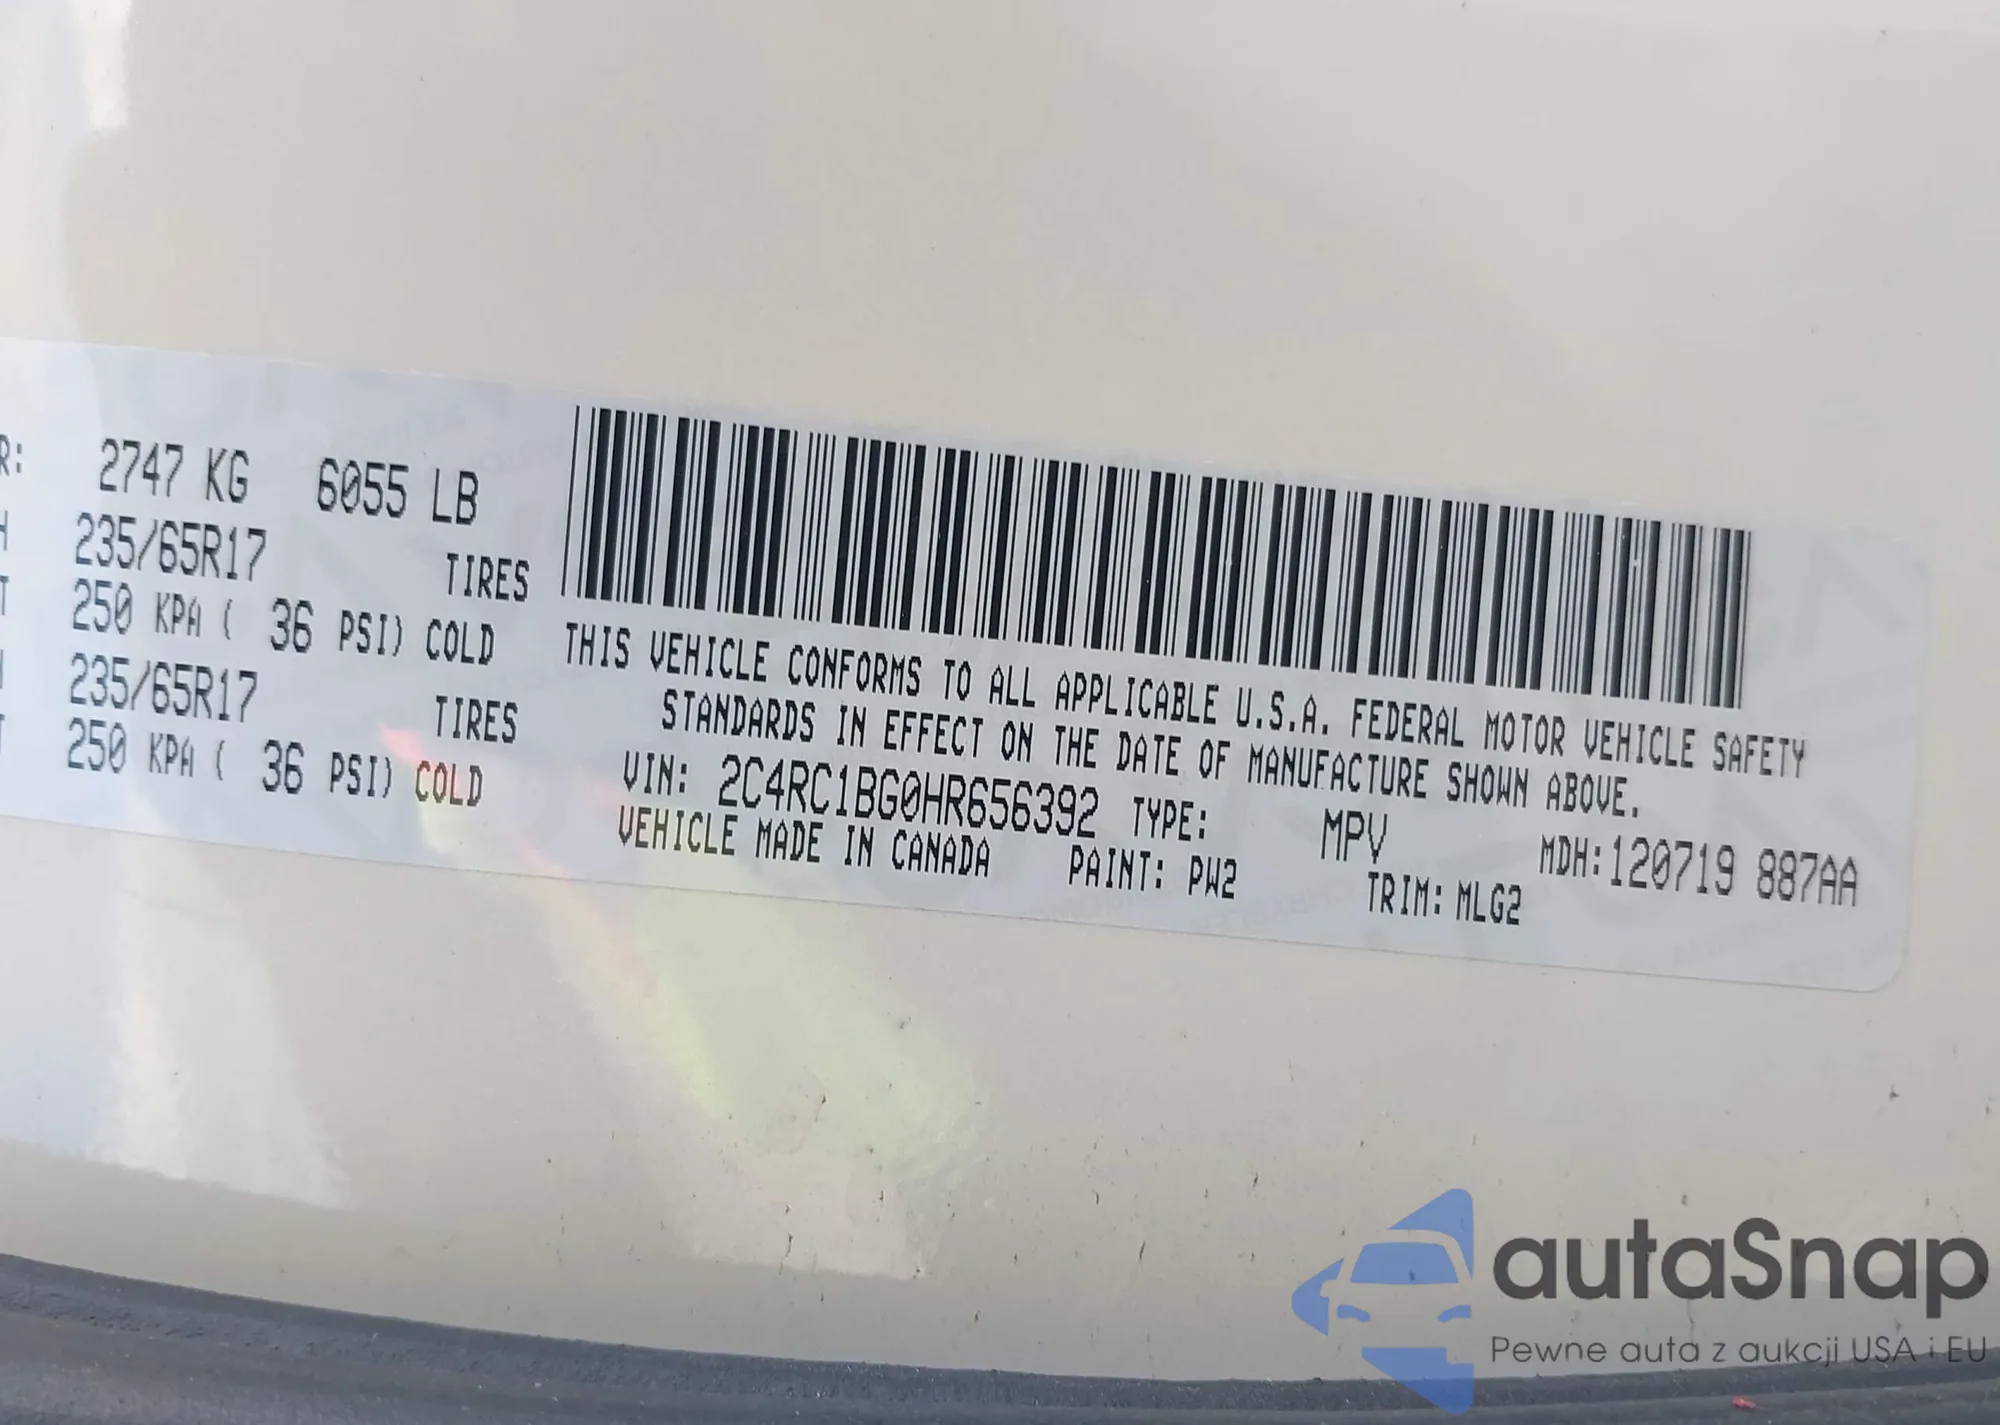 R: 2747 KG 6055 LB
H 235/65R17 TIRES
T 250 KPA ( 36 PSI) COLD
H 235/65R17 TIRES
T 250 KPA ( 36 PSI) COLD
THIS VEHICLE CONFORMS TO ALL APPLICABLE U.S.A. FEDERAL MOTOR VEHICLE SAFETY
STANDARDS IN EFFECT ON THE DATE OF MANUFACTURE SHOWN ABOVE.
VIN: 2C4RC1BG0HR656392 TYPE: MPV MDH:120719 887AA
VEHICLE MADE IN CANADA PAINT: PW2 TRIM: MLG2
autaSnap
Pewne auta z aukcji USA i EU